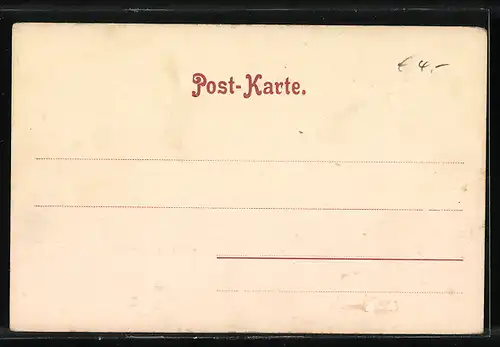 € 4,-
Post-Karte.